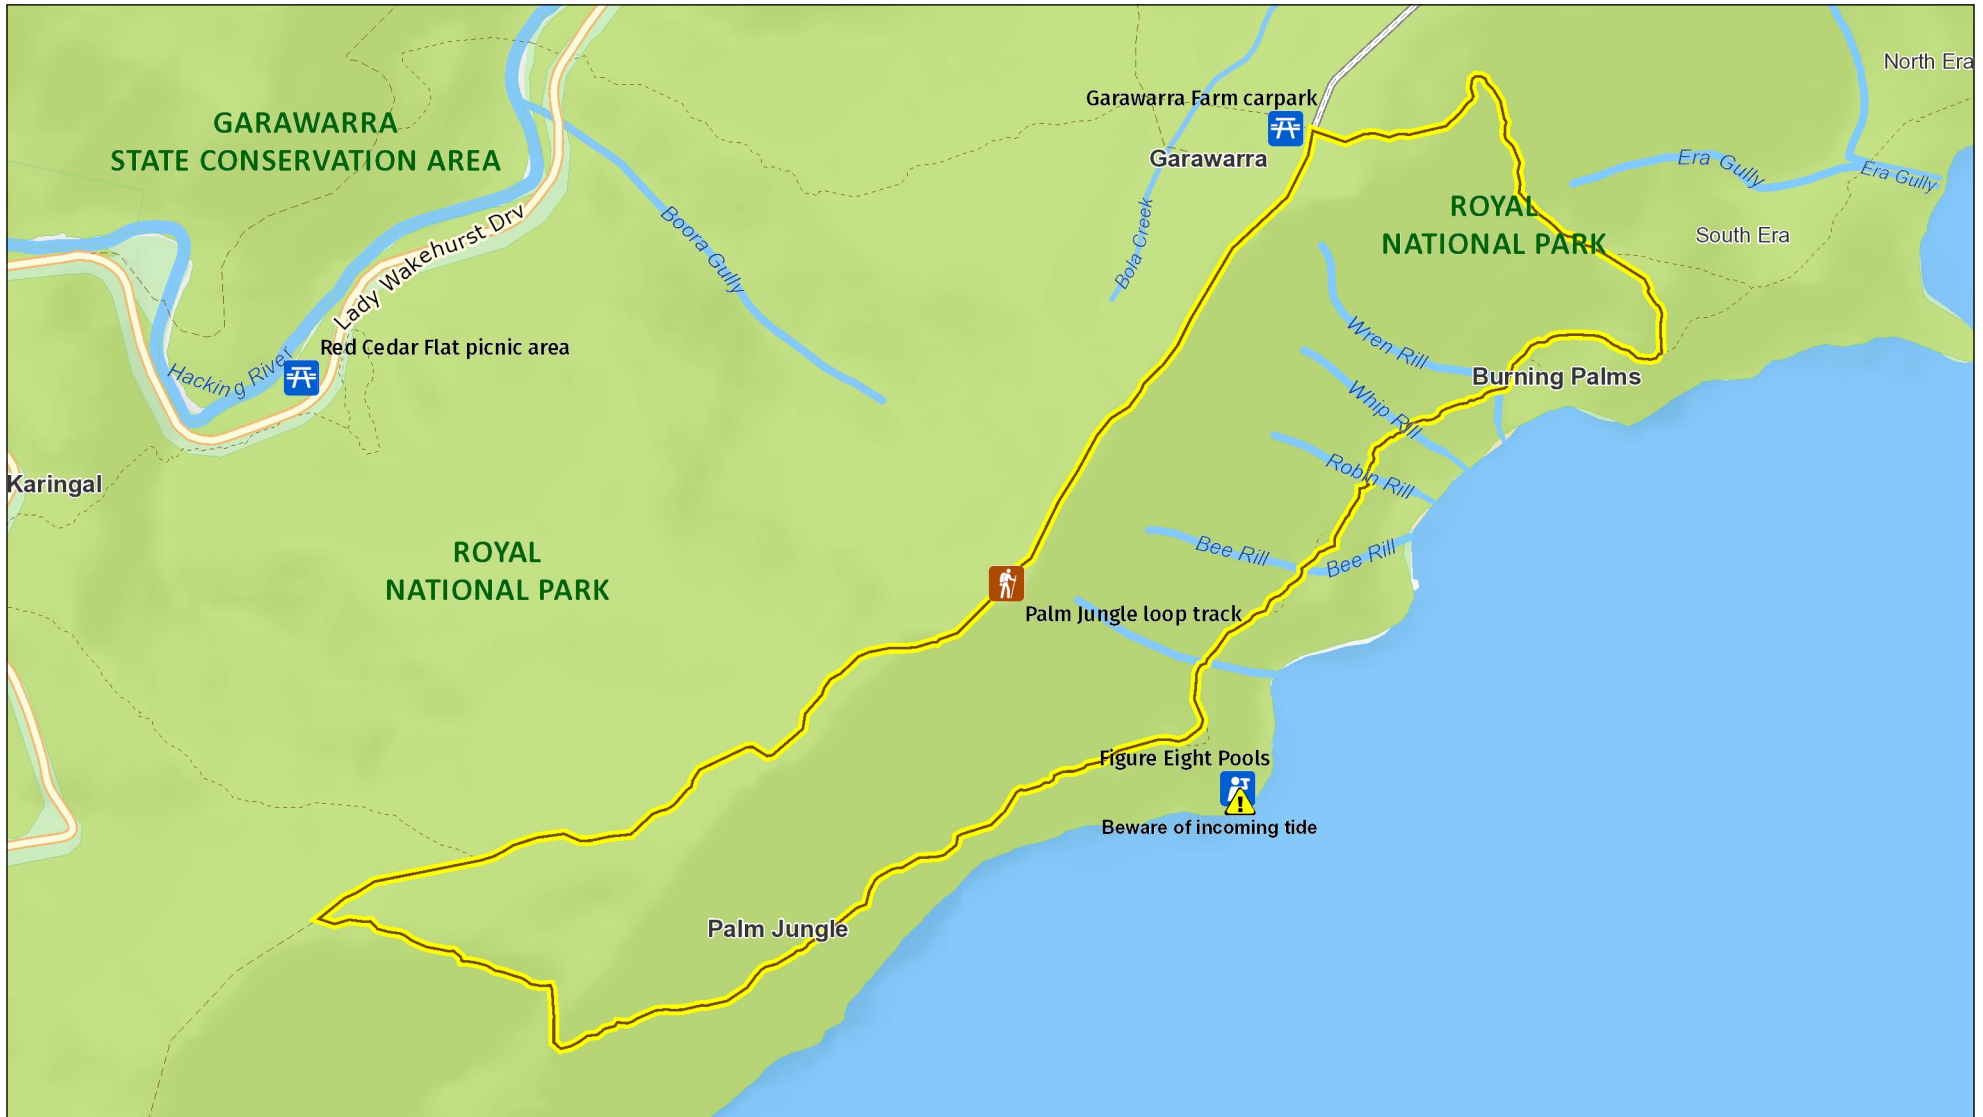 North Era
Garawarra Farm carpark
GARAWARRA
STATE CONSERVATION AREA
Garawarra
Era Gully
Era Gully
ROYAL
NATIONAL PARK
South Era
Boora Gully
Bola Creek
Lady Wakehurst Drv
Red Cedar Flat picnic area
Hacking River
Wren Rill
Burning Palms
Whip Rill
Robin Rill
Karingal
Bee Rill
Bee Rill
ROYAL
NATIONAL PARK
Palm Jungle loop track
Figure Eight Pools
Beware of incoming tide
Palm Jungle